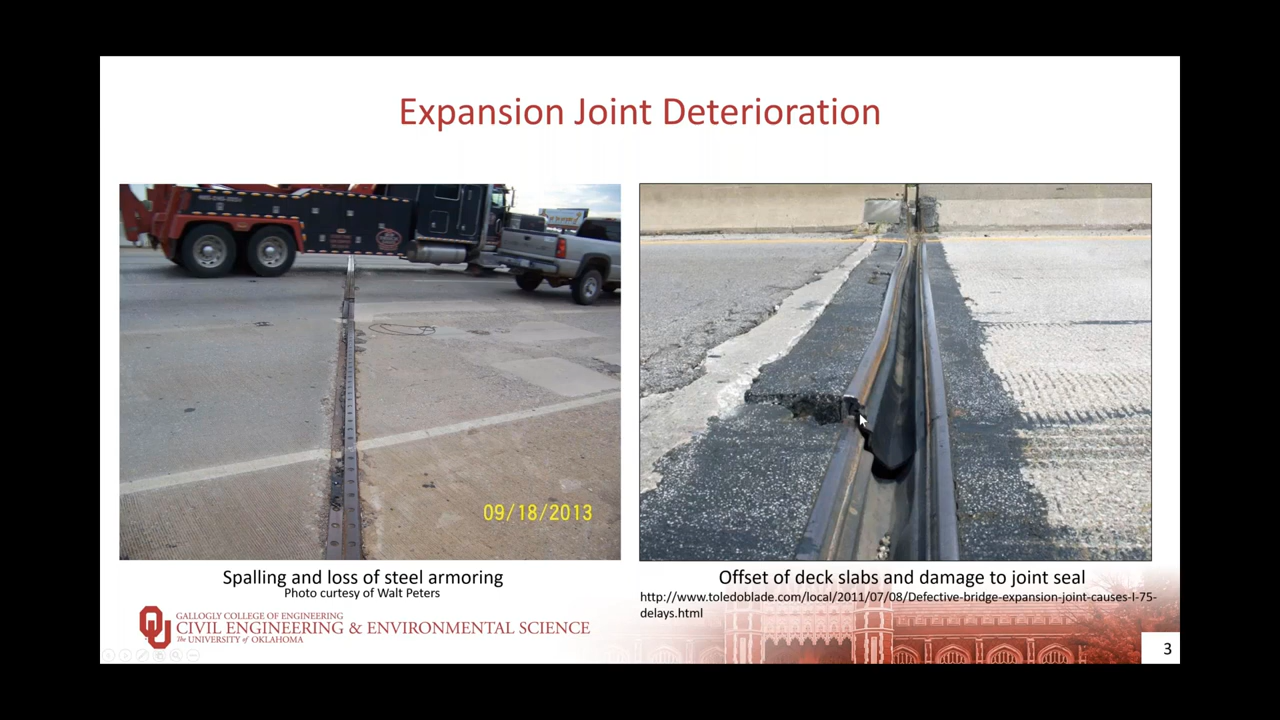 Expansion Joint Deterioration
09/18/2013
Spalling and loss of steel armoring
Photo curtesy of Walt Peters
Offset of deck slabs and damage to joint seal
http://www.toledoblade.com/local/2011/07/08/Defective-bridge-expansion-joint-causes-I-75-
delays.html
GALLOGLY COLLEGE OF ENGINEERING
CIVIL ENGINEERING & ENVIRONMENTAL SCIENCE
The UNIVERSITY of OKLAHOMA
3